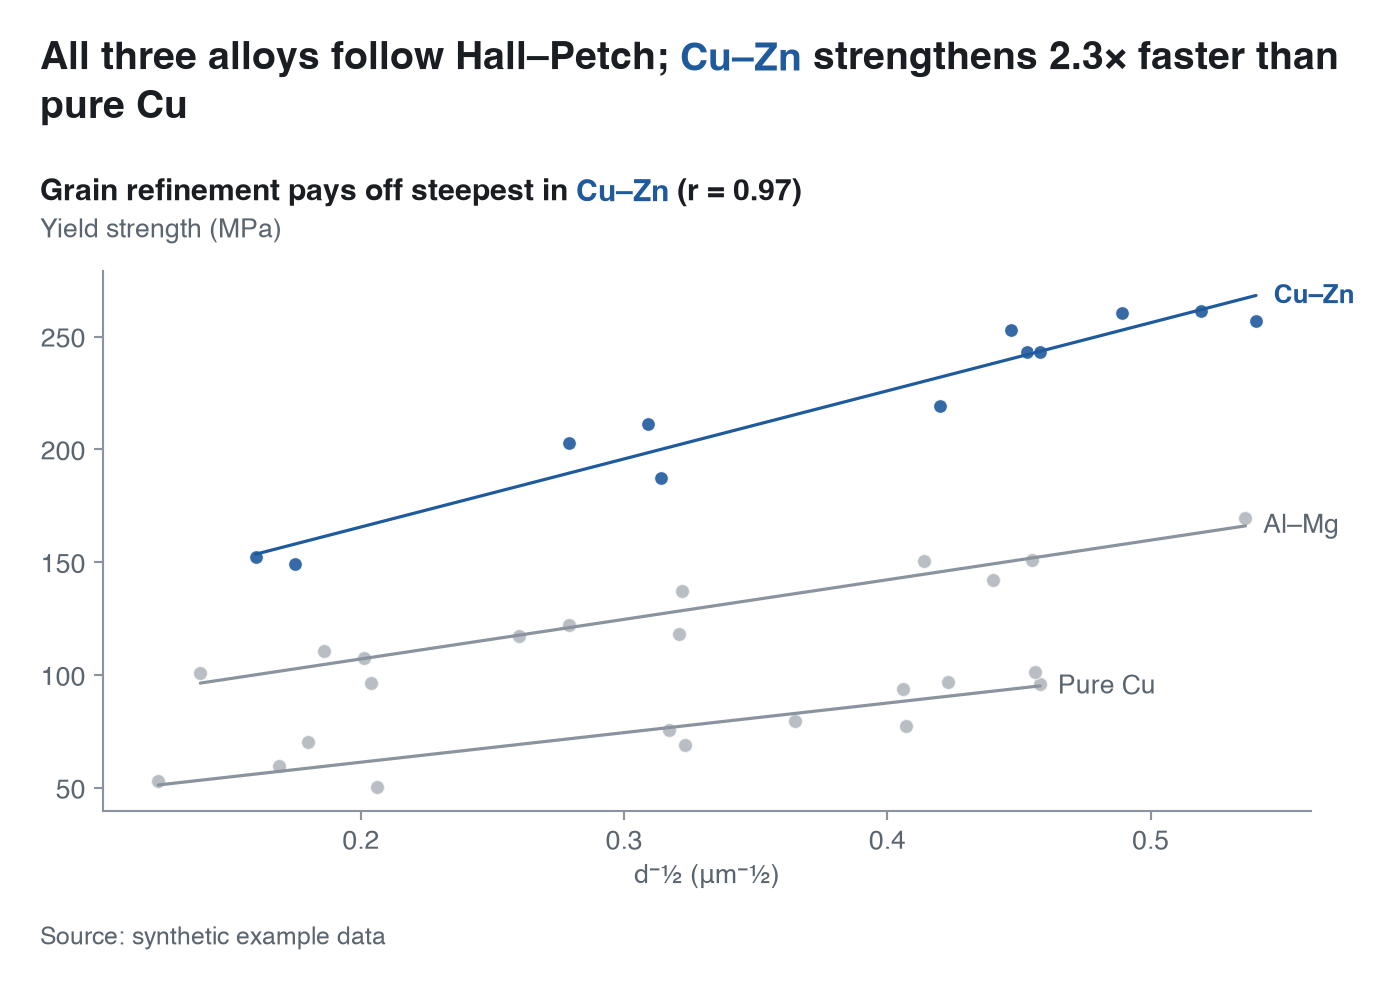 All three alloys follow Hall–Petch; Cu–Zn strengthens 2.3× faster than
pure Cu
Grain refinement pays off steepest in Cu–Zn (r = 0.97)
Yield strength (MPa)
Cu–Zn
250
200
Al–Mg
150
100
Pure Cu
50
0.2
0.3
0.4
0.5
d⁻½ (µm⁻½)
Source: synthetic example data